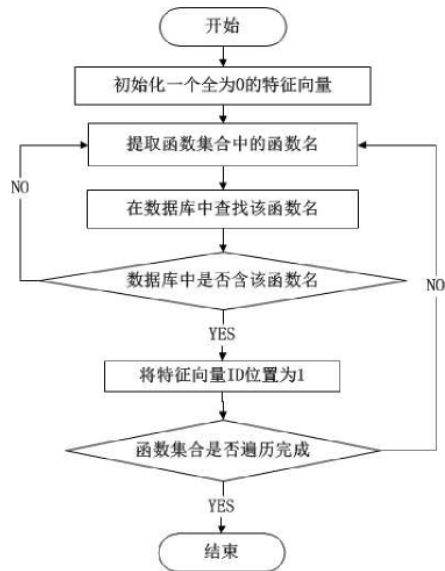 开始
初始化一个全为0的特征向量
提取函数集合中的函数名
NO
在数据库中查找该函数名
数据库中是否含该函数名
NO
YES
将特征向量ID位置为1
函数集合是否遍历完成
YES
结束